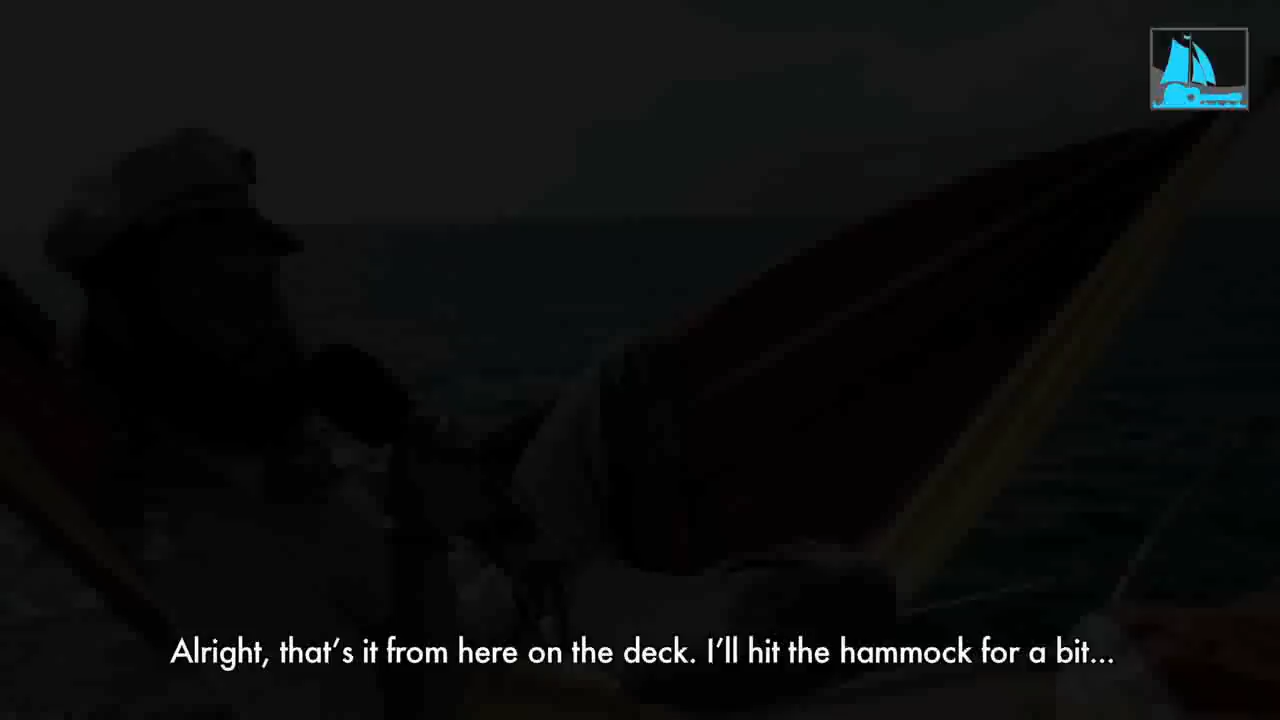 Alright, that's it from here on the deck. I'll hit the hammock for a bit...